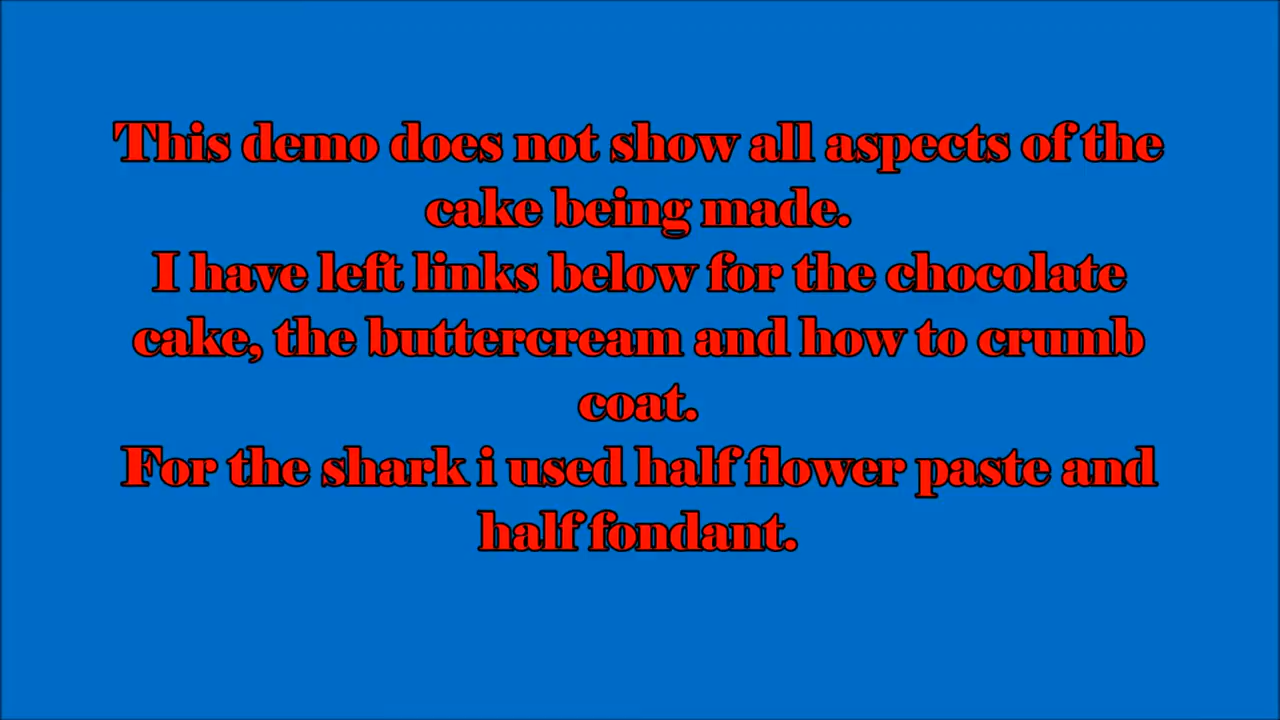 This demo does not show all aspects of the
cake being made.
I have left links below for the chocolate
cake, the buttercream and how to crumb
coat.
For the shark i used half flower paste and
half fondant.